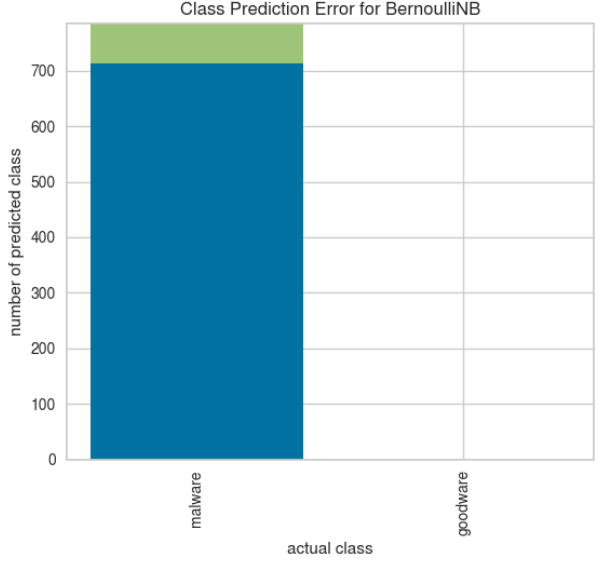 Class Prediction Error for BernoulliNB
number of predicted class
700
600
500
400
300
200
100
0
malware
goodware
actual class